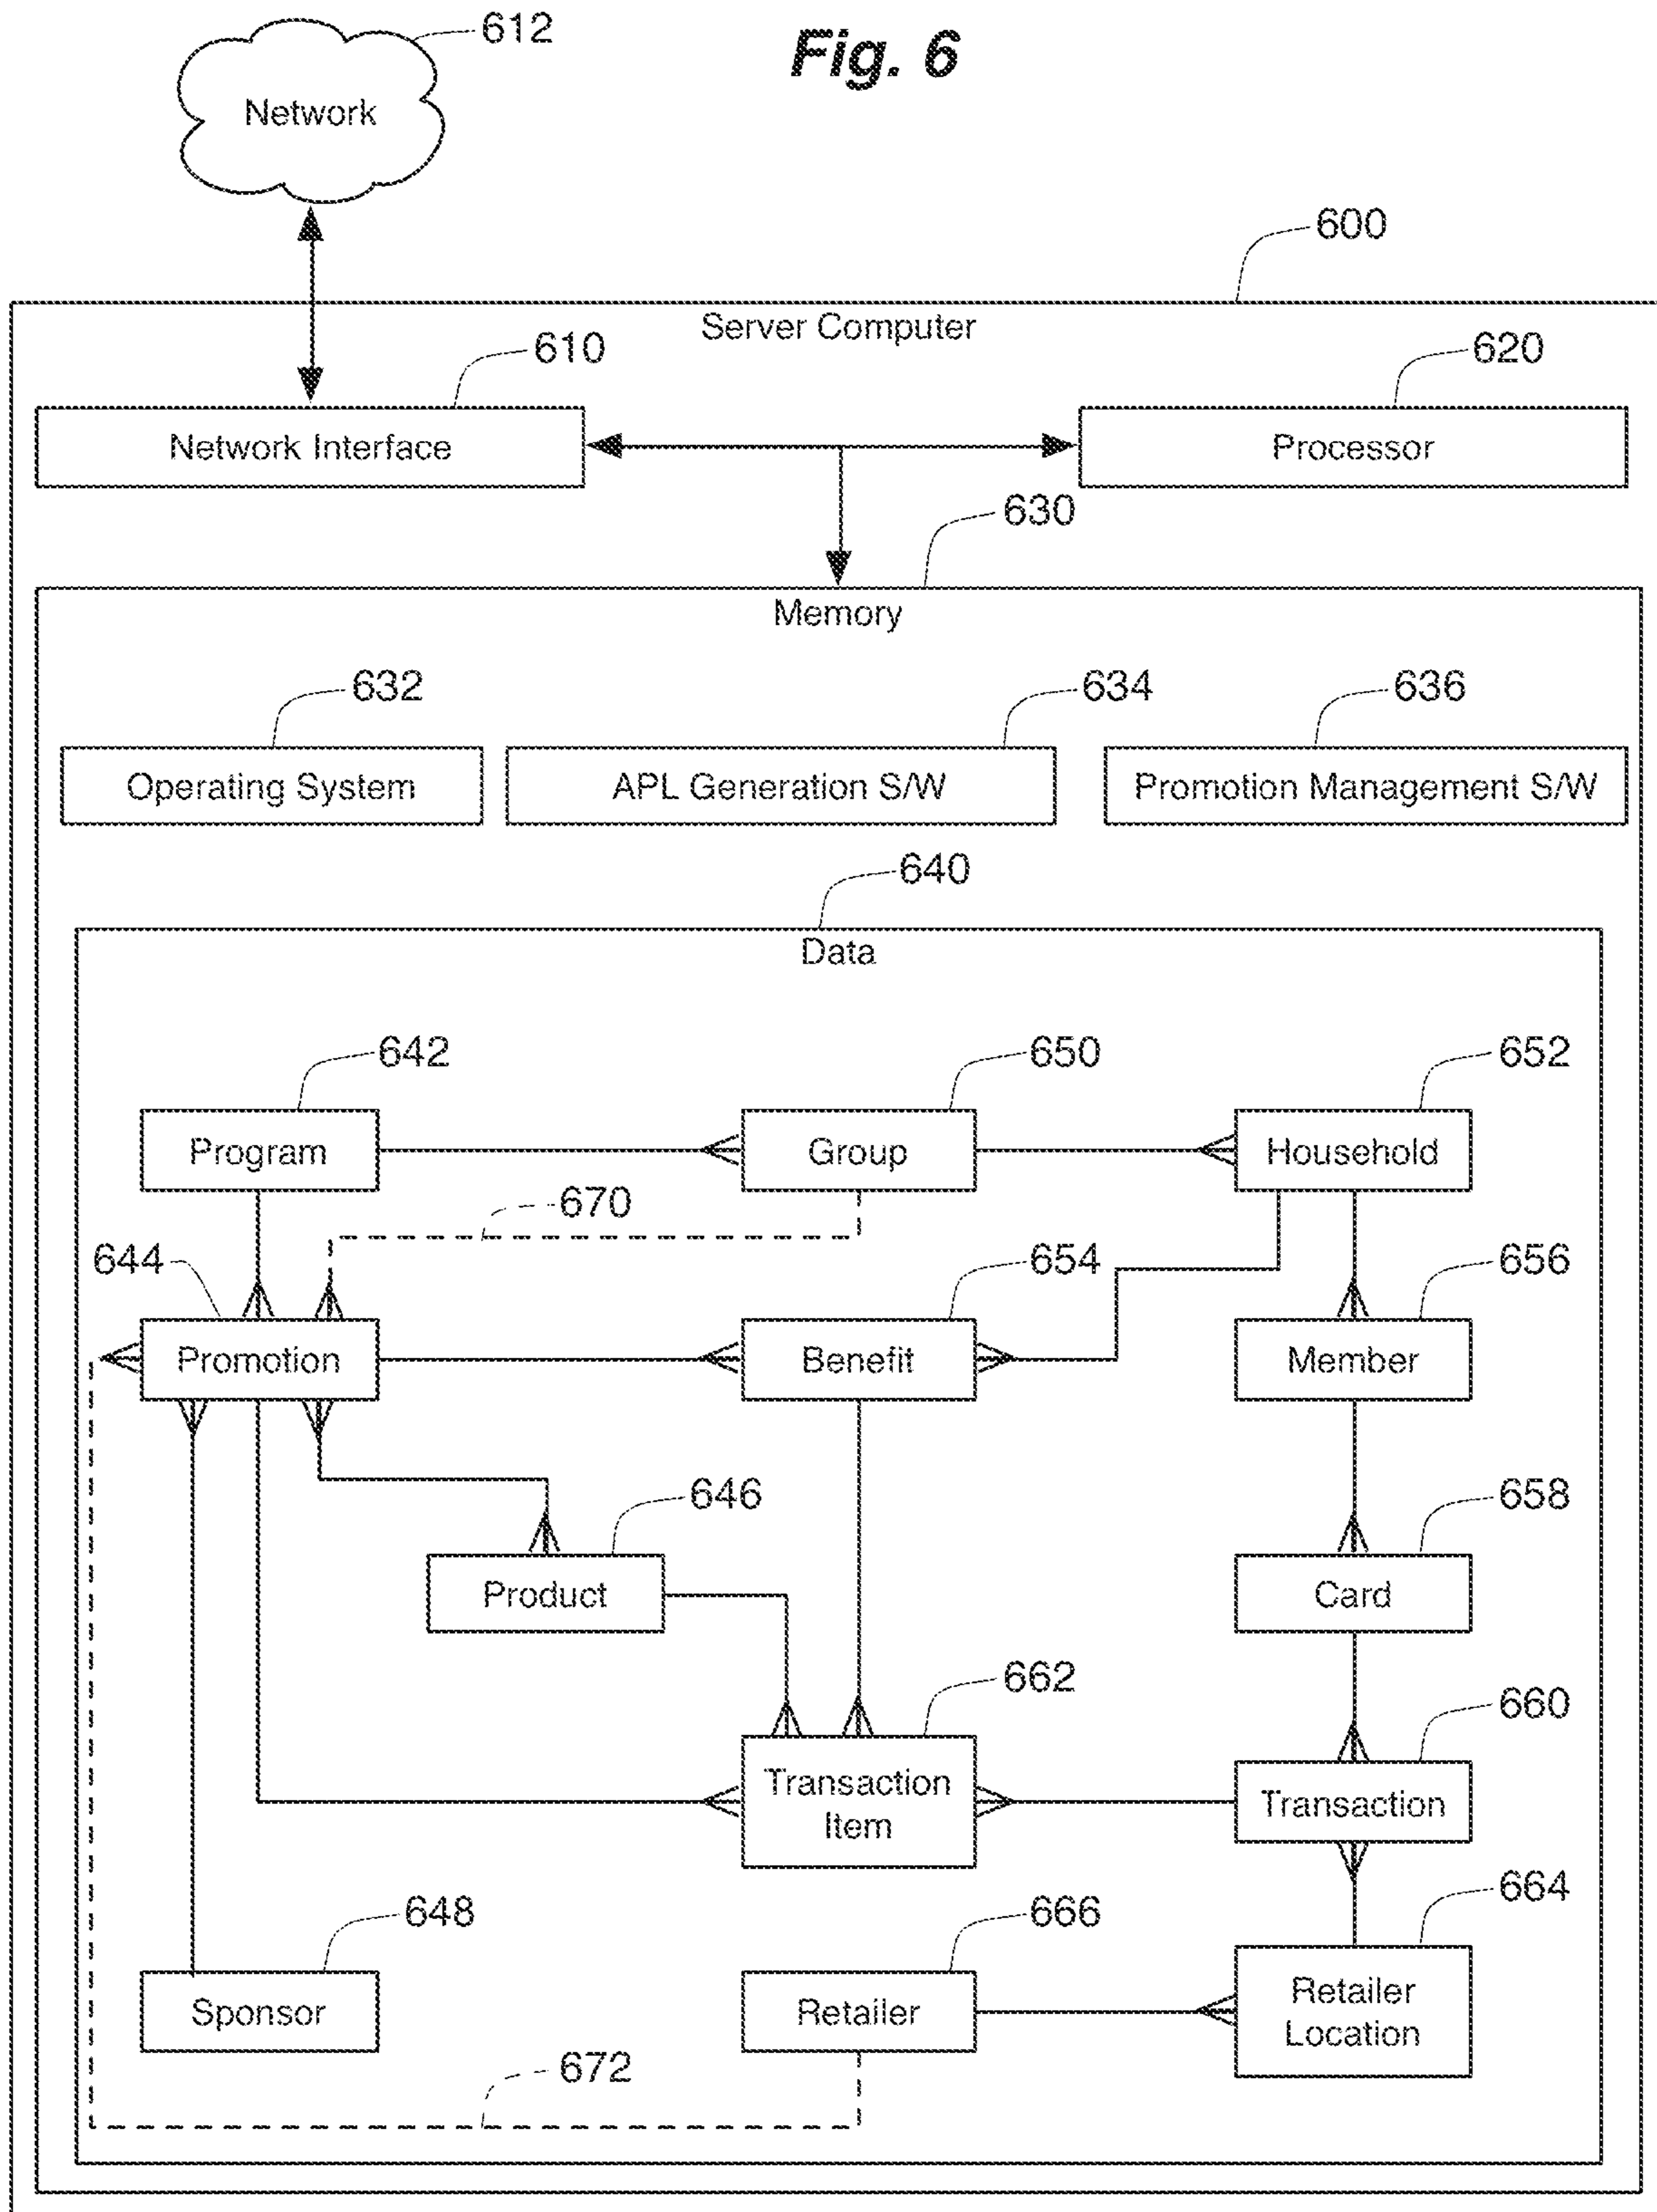 612
Fig. 6
Network
600
Server Computer
610
620
Network Interface
Processor
630
Memory
632
634
636
Operating System
APL Generation S/W
Promotion Management S/W
640
Data
642
650
652
Program
Group
Household
670
644
654
656
Promotion
Benefit
Member
646
658
Product
Card
662
660
Transaction
Item
Transaction
648
666
664
Sponsor
Retailer
Retailer
Location
672